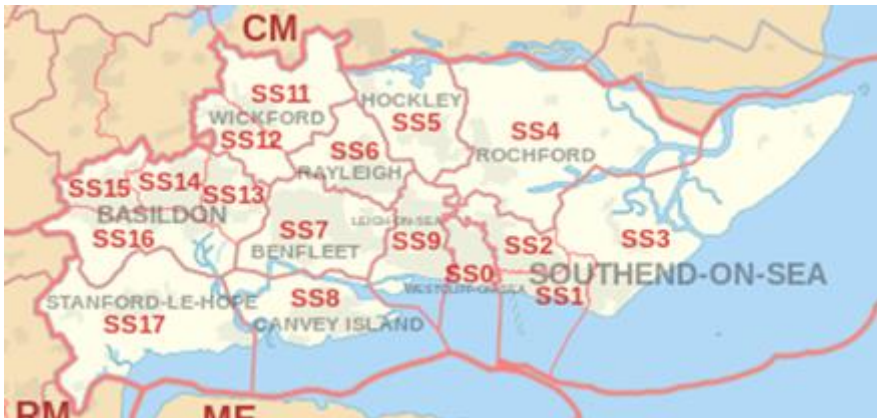 CM
SS11
WICKFORD
SS12
HOCKLEY
SS5
SS4
ROCHFORD
SS6
RAYLEIGH
SS15
SS14
SS13
BASILDON
SS16
SS7
BENFLEET
LEIGH-ON-SEA
SS9
SS2
SS3
SS0
WESTCLIFF-ON-SEA
SOUTHEND-ON-SEA
SS1
STANFORD-LE-HOPE
SS17
SS8
CANVEY ISLAND
RM
ME